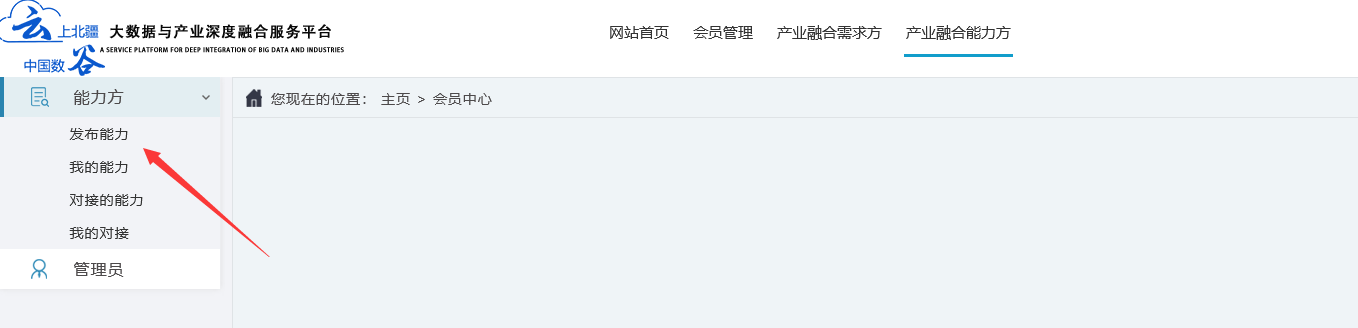 云上北疆
中国数谷
大数据与产业深度融合服务平台
A SERVICE PLATFORM FOR DEEP INTEGRATION OF BIG DATA AND INDUSTRIES
网站首页 会员管理 产业融合需求方 产业融合能力方
能力方
您现在的位置： 主页 > 会员中心
发布能力
我的能力
对接的能力
我的对接
管理员